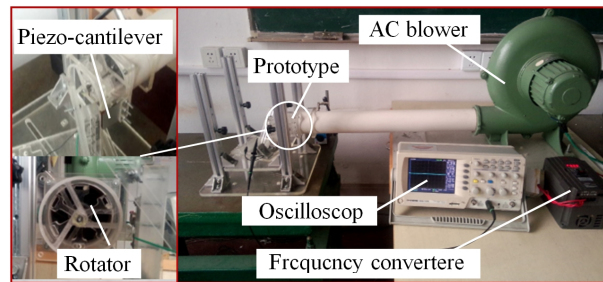 Piezo-cantilever
AC blower
Prototype
Oscilloscop
Rotator
Frcqucncy convertere